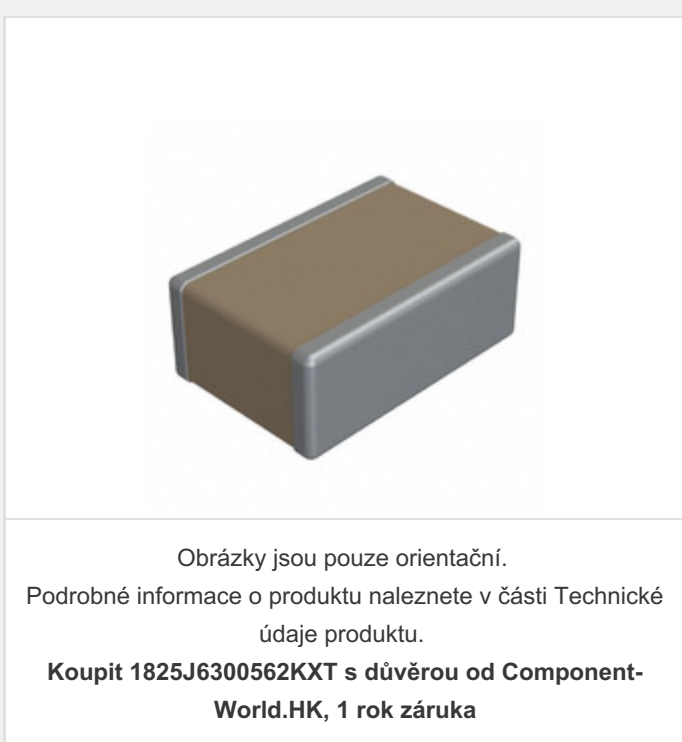 Obrázky jsou pouze orientační.
Podrobné informace o produktu naleznete v části Technické
údaje produktu.
Koupit 1825J6300562KXT s důvěrou od Component-
World.HK, 1 rok záruka